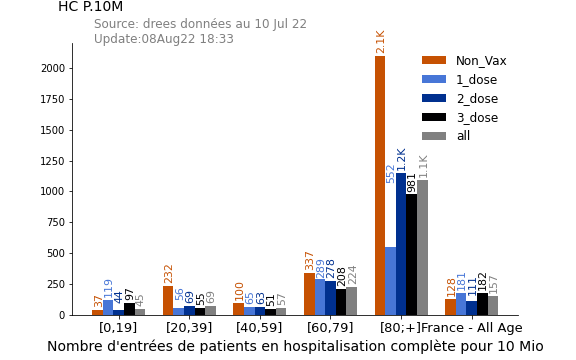 HC P.10M
Source: drees données au 10 Jul 22
Update:08Aug22 18:33
Non_Vax
1_dose
2_dose
3_dose
all
2000
1750
1500
1250
1000
750
500
250
0
37 119 44 97 45
232 56 69 55 69
100 65 63 51 57
337 289 278 208 224
2.1K 552 1.2K 981 1.1K
128 181 111 182 157
[0,19] [20,39] [40,59] [60,79] [80;+] France - All Age
Nombre d'entrées de patients en hospitalisation complète pour 10 Mio